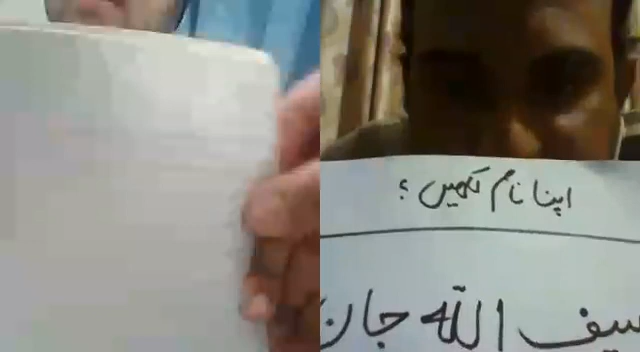 اپنا نام لکھیں ؟
اللہ جان